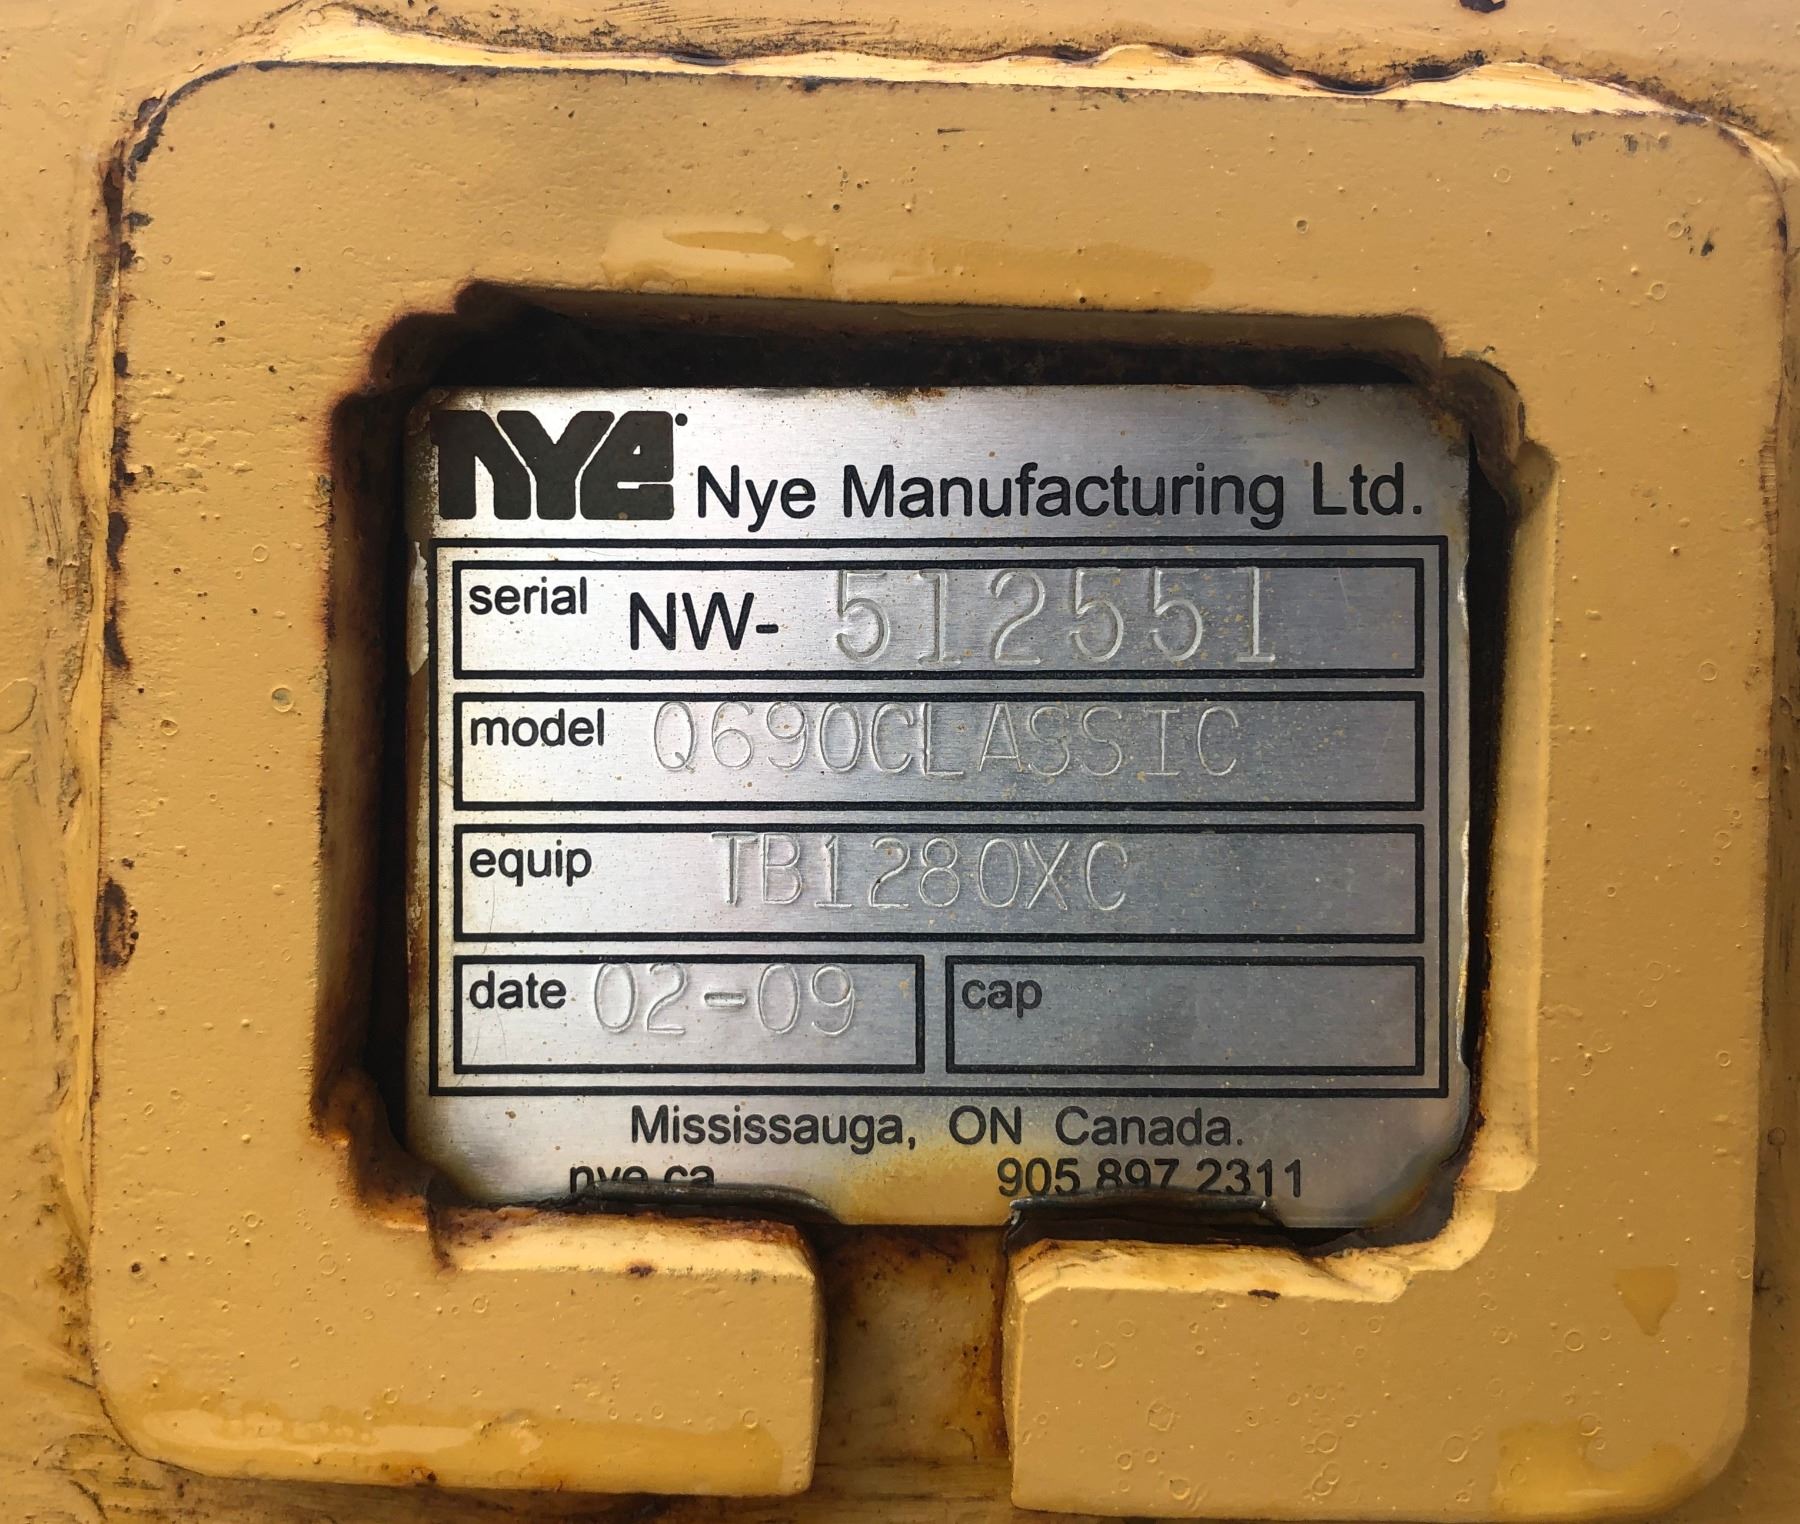 nye
Nye Manufacturing Ltd.
serial NW- 512551
model Q690CLASSIC
equip TB1280XC
date 02-09
cap
Mississauga, ON Canada.
nye.ca 905 897 2311